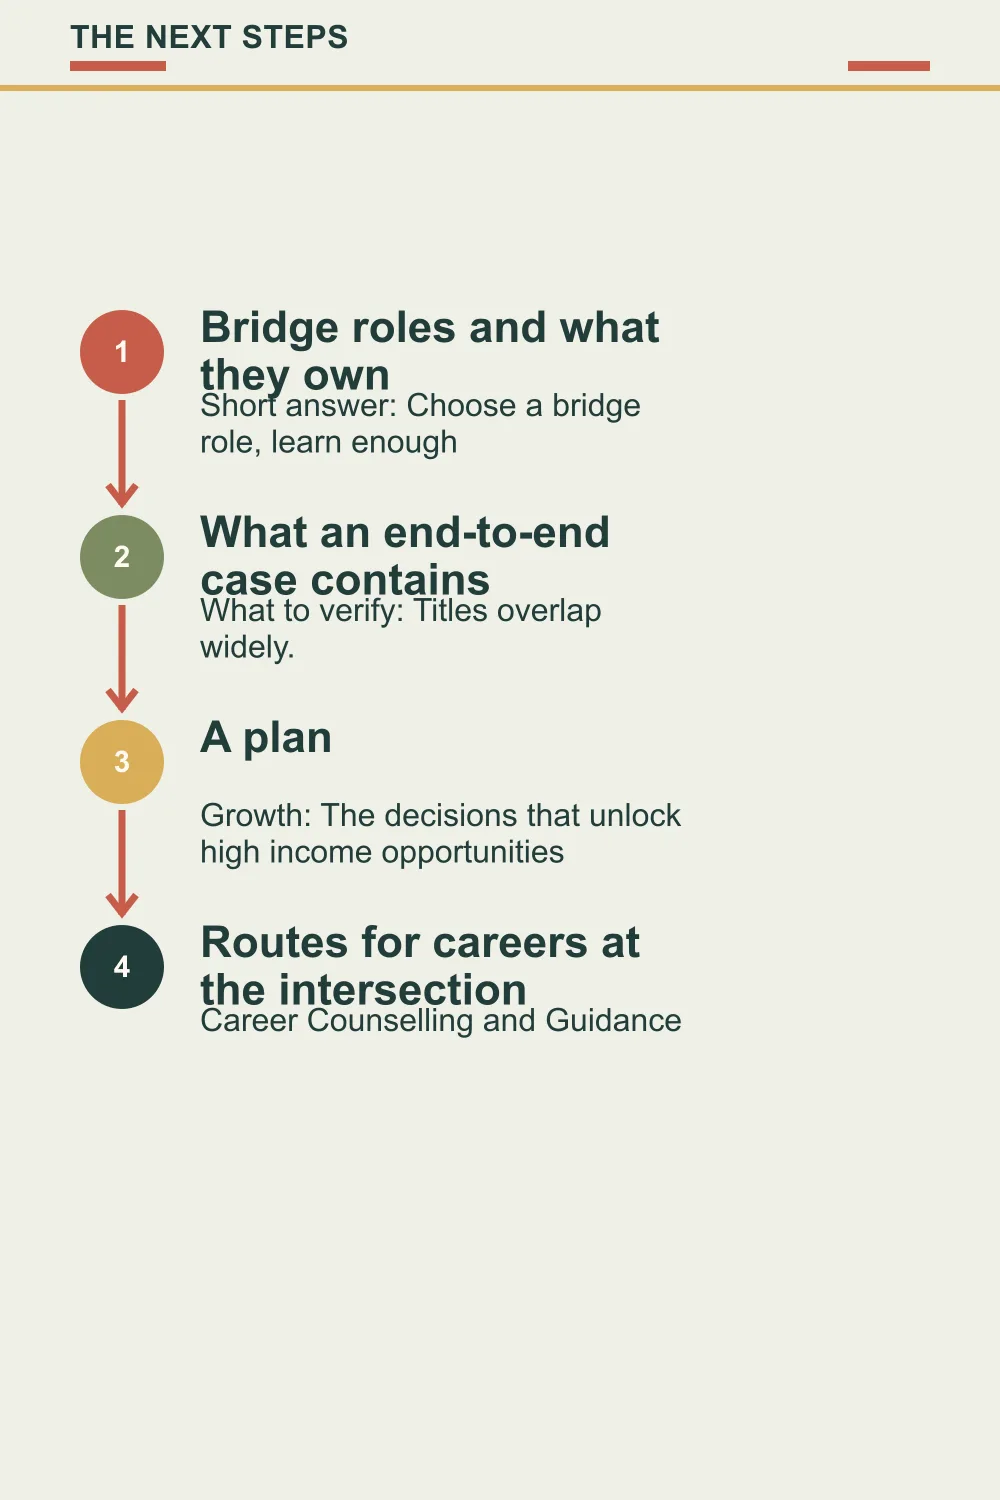 THE NEXT STEPS
1
Bridge roles and what
they own
Short answer: Choose a bridge
role, learn enough
2
What an end-to-end
case contains
What to verify: Titles overlap
widely.
3
A plan
Growth: The decisions that unlock
high income opportunities
4
Routes for careers at
the intersection
Career Counselling and Guidance